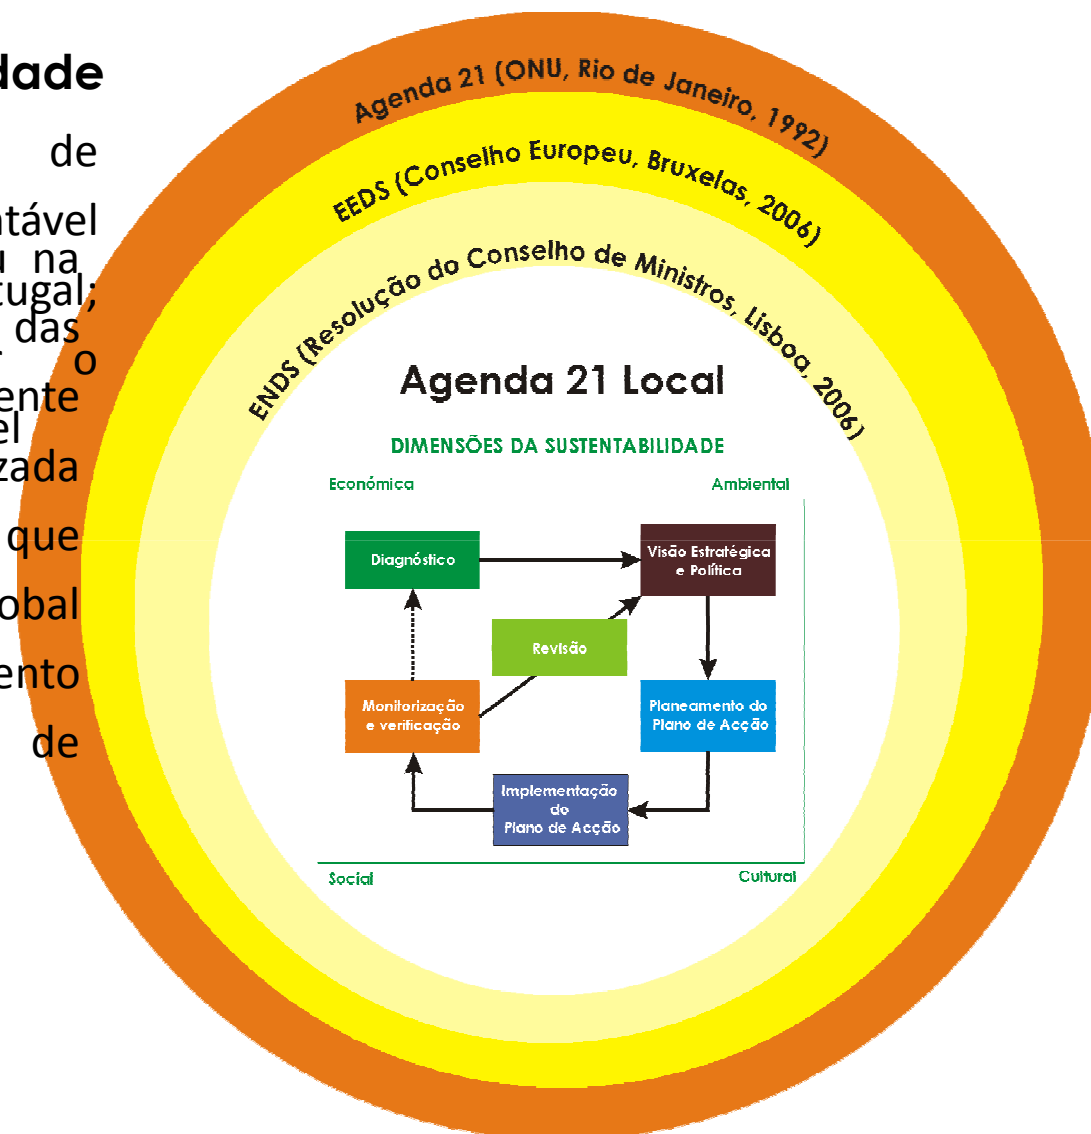 dade
de
ntável
u na
tugal;
das
o
ente
el
zada
que
obal
ento
de
Agenda 21 (ONU, Rio de Janeiro, 1992)
EEDS (Conselho Europeu, Bruxelas, 2006)
ENDS (Resolução do Conselho de Ministros, Lisboa, 2006)
Agenda 21 Local
DIMENSÕES DA SUSTENTABILIDADE
Económica
Ambiental
Diagnóstico
Visão Estratégica
e Política
Revisão
Monitorização
e verificação
Planeamento do
Plano de Acção
Implementação
do
Plano de Acção
Social
Cultural